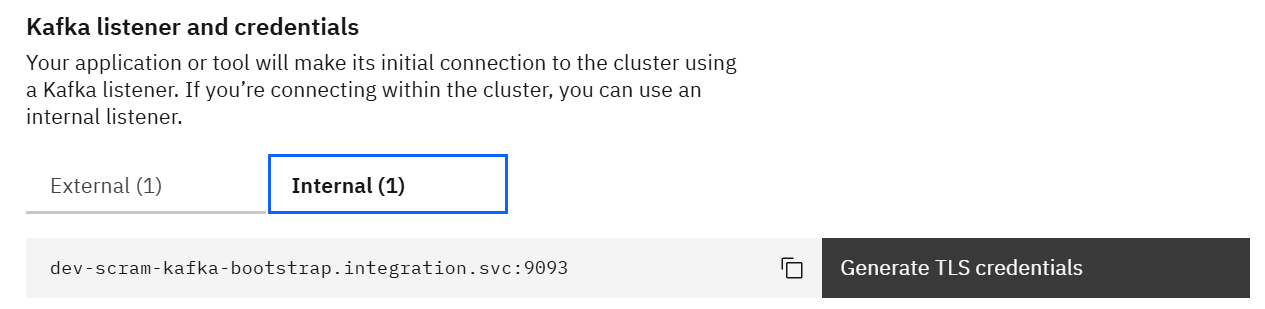 Kafka listener and credentials
Your application or tool will make its initial connection to the cluster using
a Kafka listener. If you’re connecting within the cluster, you can use an
internal listener.
External (1)
Internal (1)
dev-scram-kafka-bootstrap.integration.svc:9093
Generate TLS credentials